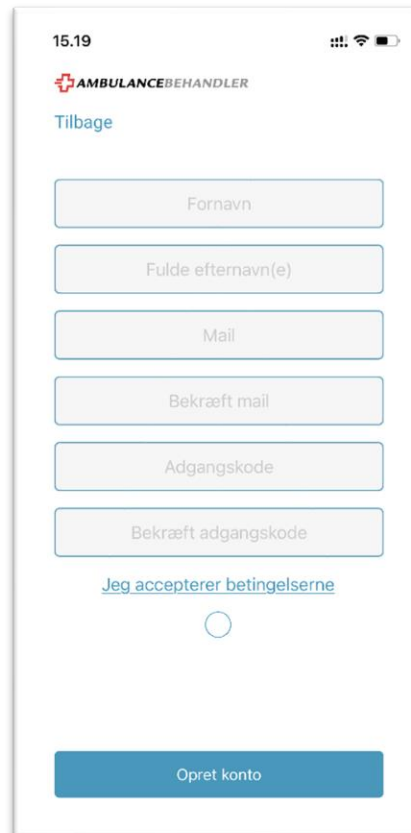 15.19
AMBULANCEBEHANDLER
Tilbage
Fornavn
Fulde efternavn(e)
Mail
Bekræft mail
Adgangskode
Bekræft adgangskode
Jeg accepterer betingelserne
Opret konto